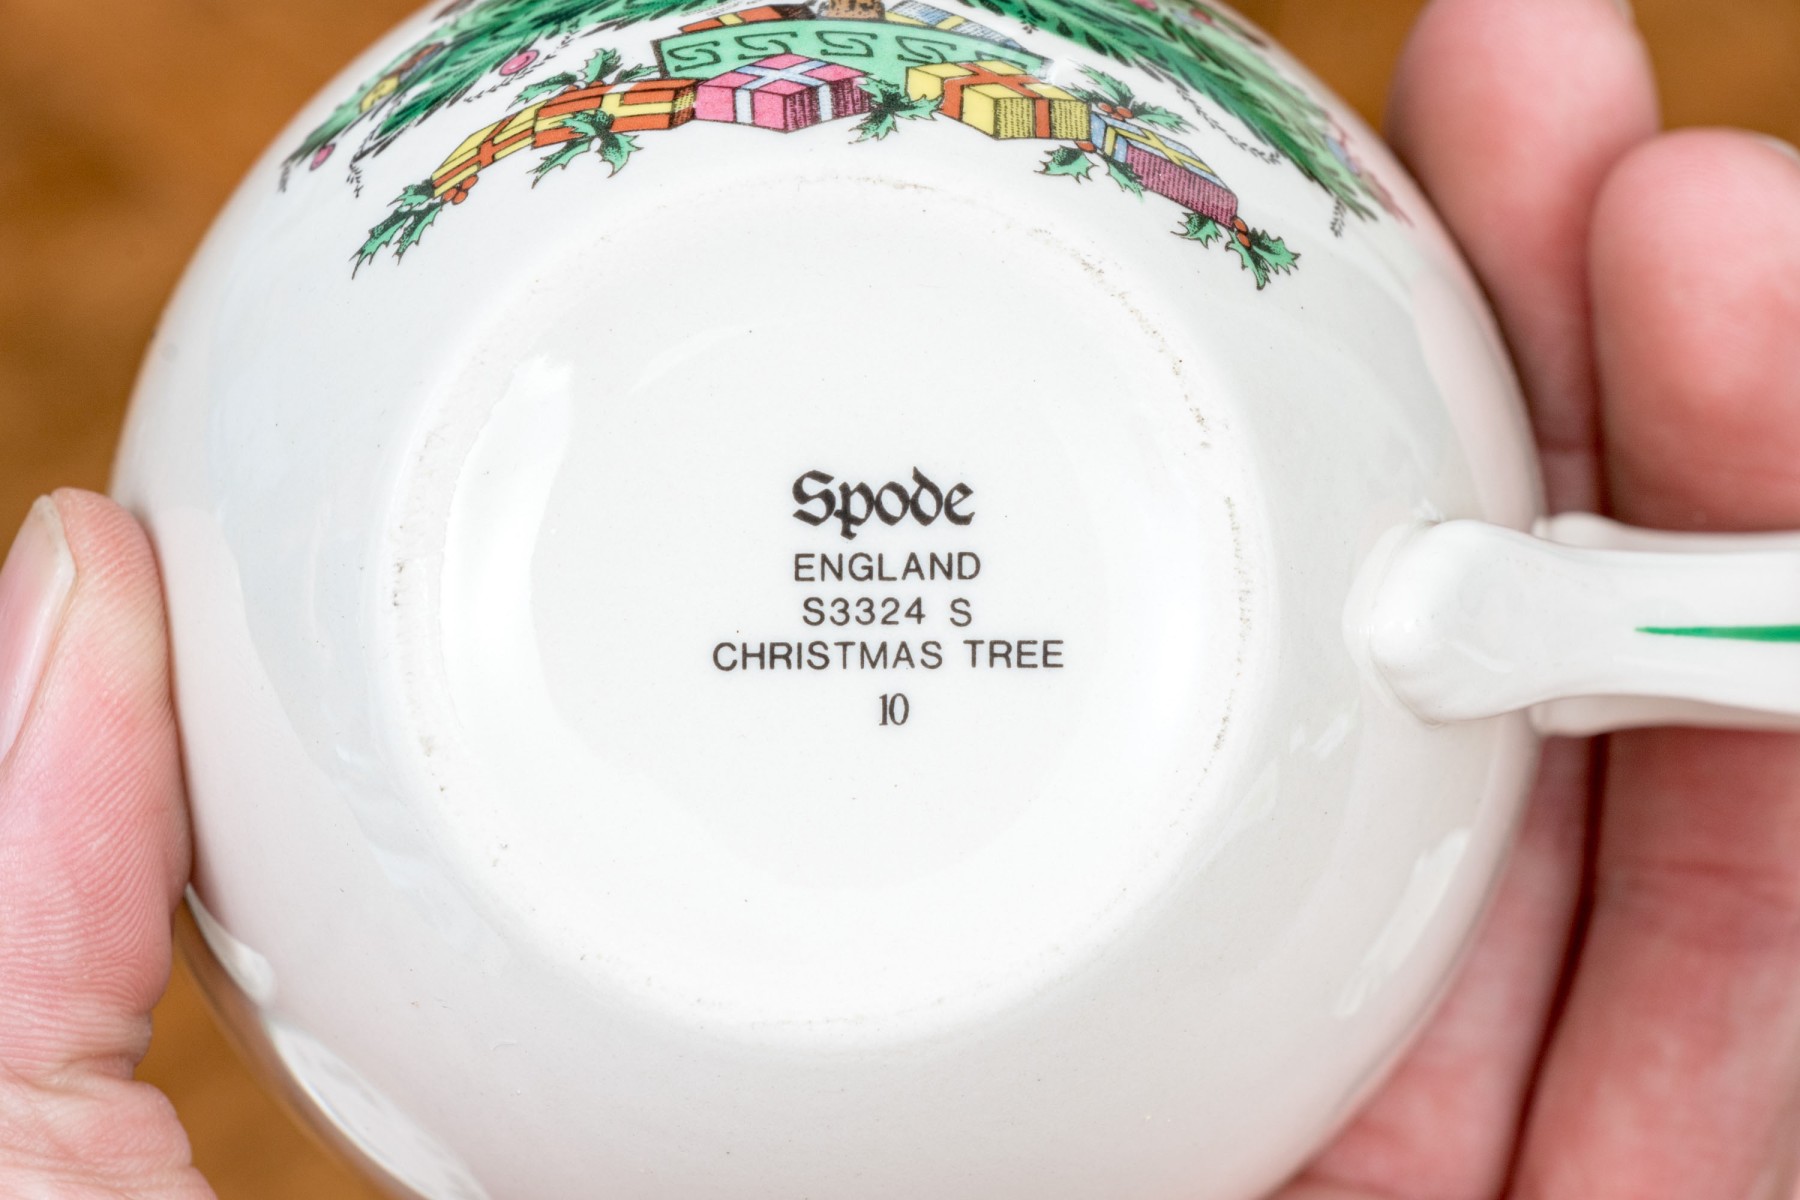 Spode
ENGLAND
S3324 S
CHRISTMAS TREE
10